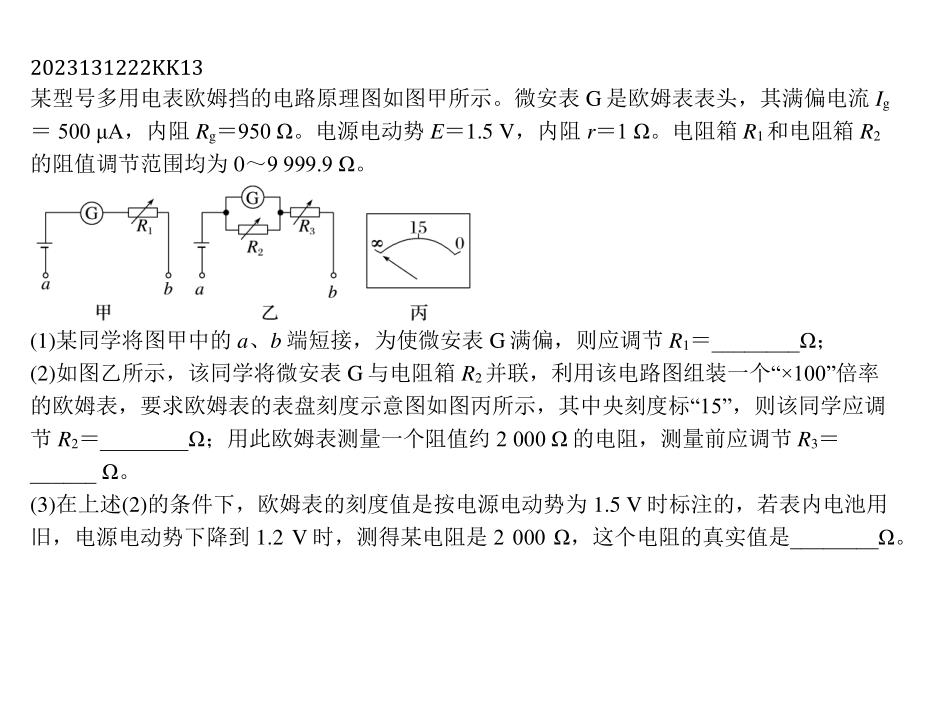 2023131222KK13
某型号多用电表欧姆挡的电路原理图如图甲所示。微安表 G 是欧姆表表头，其满偏电流 Ig
＝ 500 μA，内阻 Rg＝950 Ω。电源电动势 E＝1.5 V，内阻 r＝1 Ω。电阻箱 R1 和电阻箱 R2
的阻值调节范围均为 0～9 999.9 Ω。
G R1 a b 甲
G R2 R3 a b 乙
∞ 15 0 丙
(1)某同学将图甲中的 a、b 端短接，为使微安表 G 满偏，则应调节 R1＝________Ω；
(2)如图乙所示，该同学将微安表 G 与电阻箱 R2 并联，利用该电路图组装一个“×100”倍率
的欧姆表，要求欧姆表的表盘刻度示意图如图丙所示，其中央刻度标“15”，则该同学应调
节 R2＝________Ω；用此欧姆表测量一个阻值约 2 000 Ω 的电阻，测量前应调节 R3＝
______ Ω。
(3)在上述(2)的条件下，欧姆表的刻度值是按电源电动势为 1.5 V 时标注的，若表内电池用
旧，电源电动势下降到 1.2 V 时，测得某电阻是 2 000 Ω，这个电阻的真实值是________Ω。